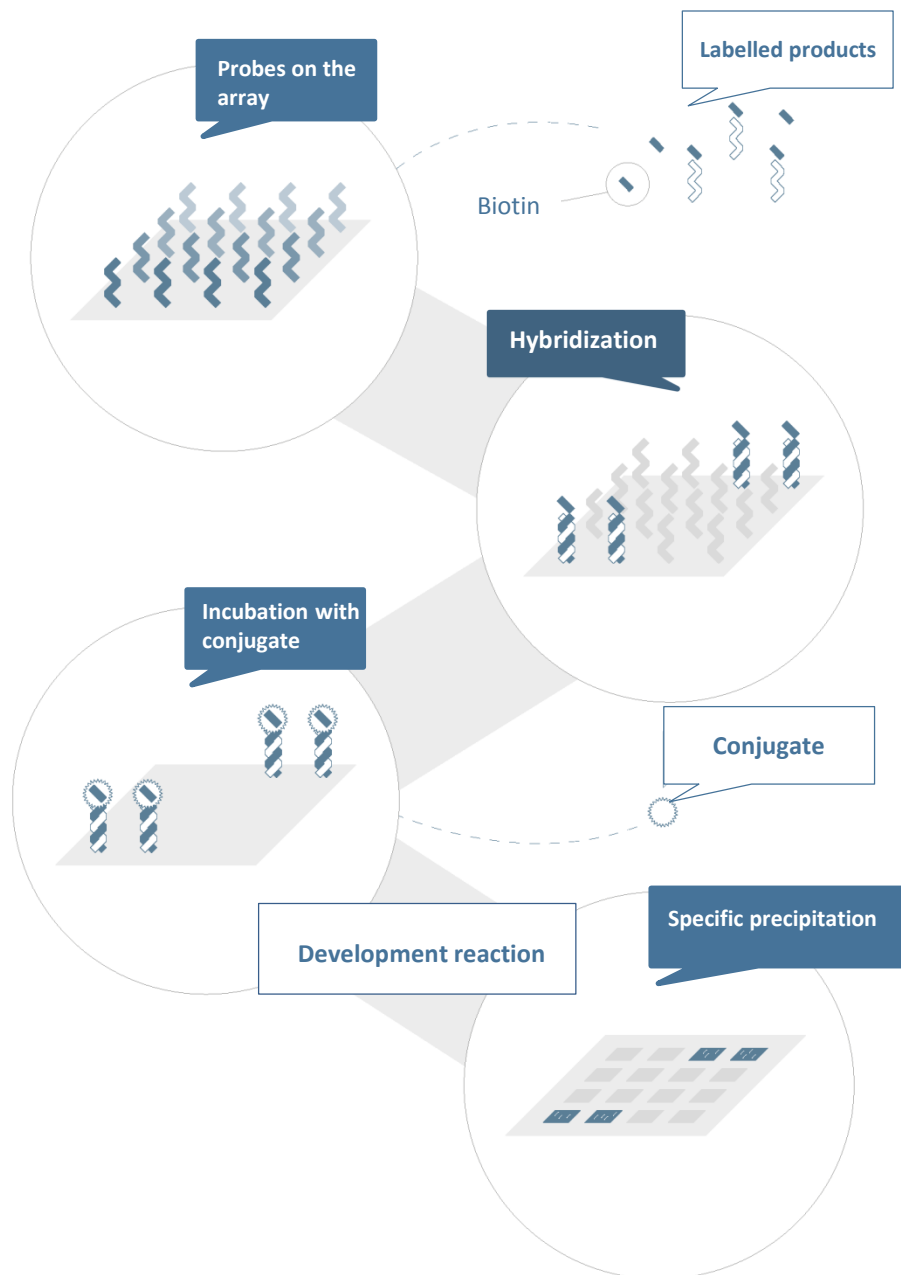 Probes on the
array
Labelled products
Biotin
Hybridization
Incubation with
conjugate
Conjugate
Development reaction
Specific precipitation